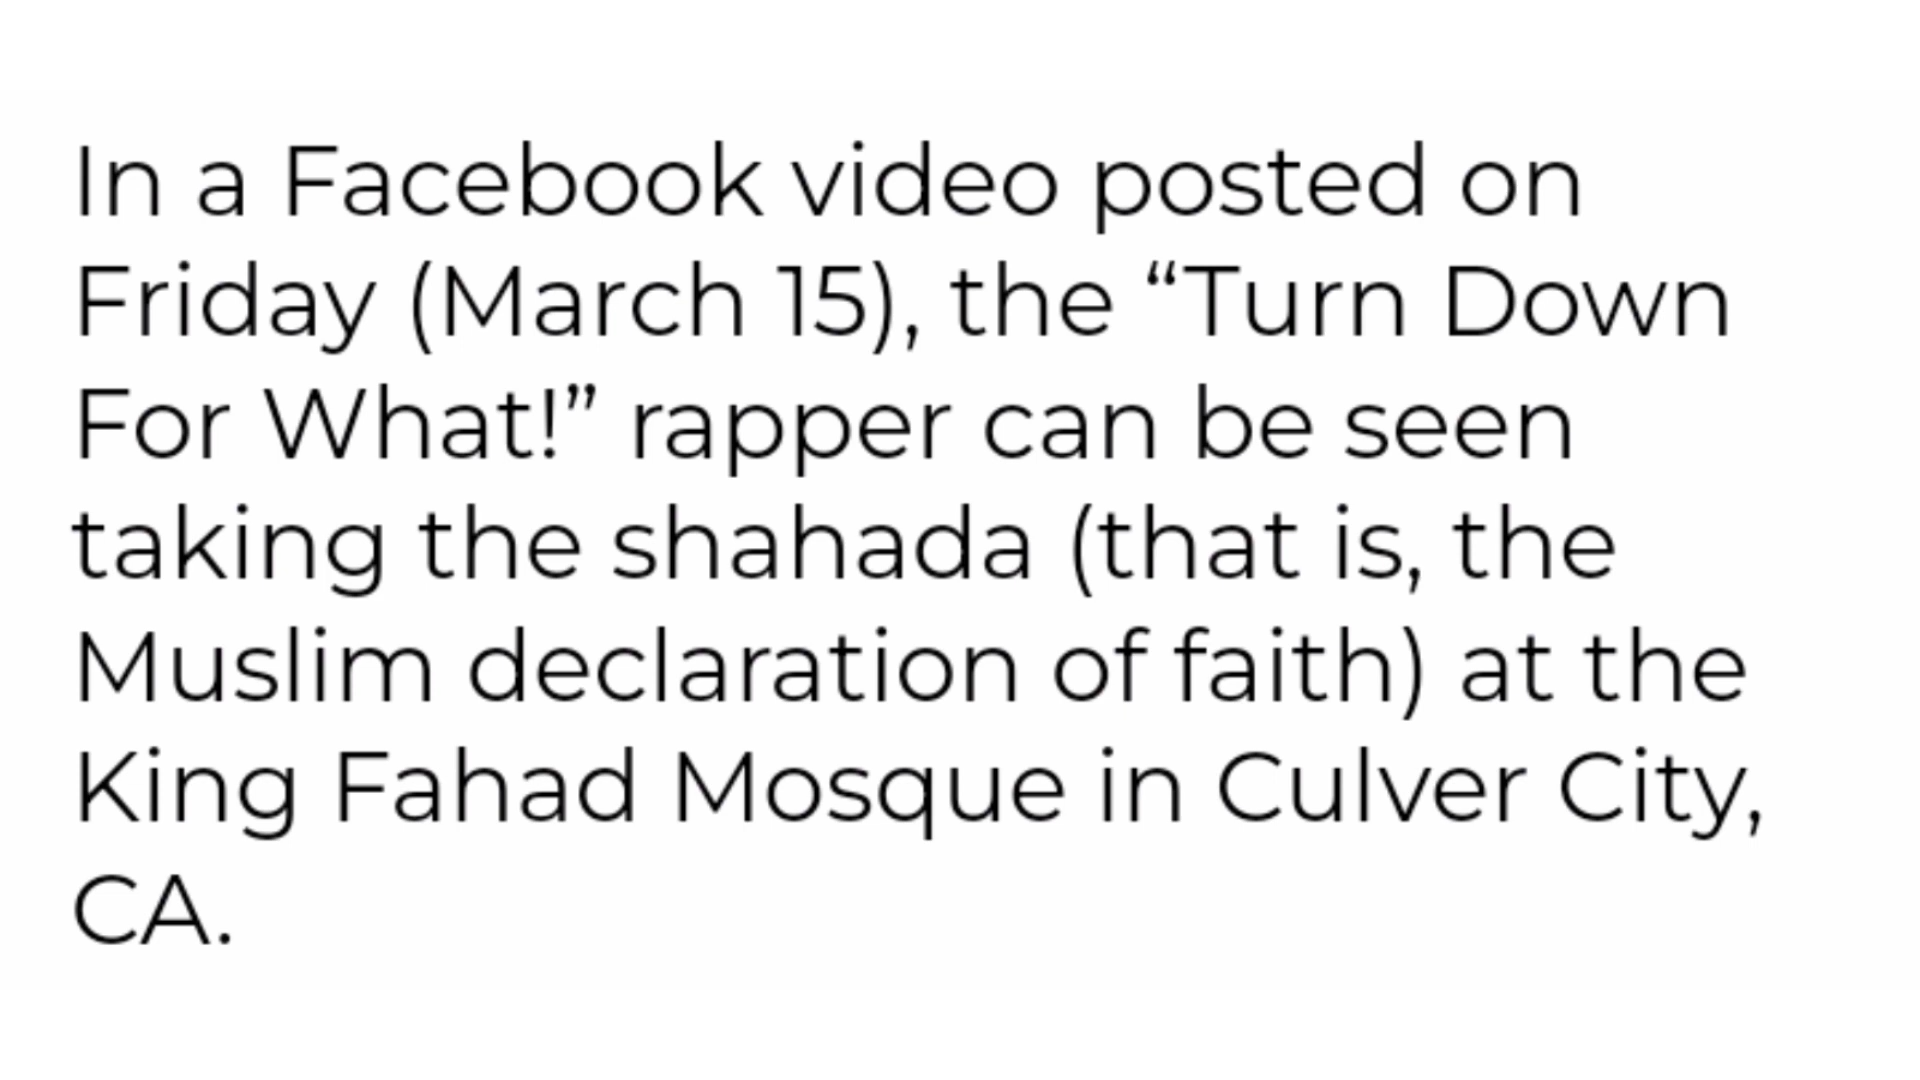 In a Facebook video posted on
Friday (March 15), the “Turn Down
For What!” rapper can be seen
taking the shahada (that is, the
Muslim declaration of faith) at the
King Fahad Mosque in Culver City,
CA.